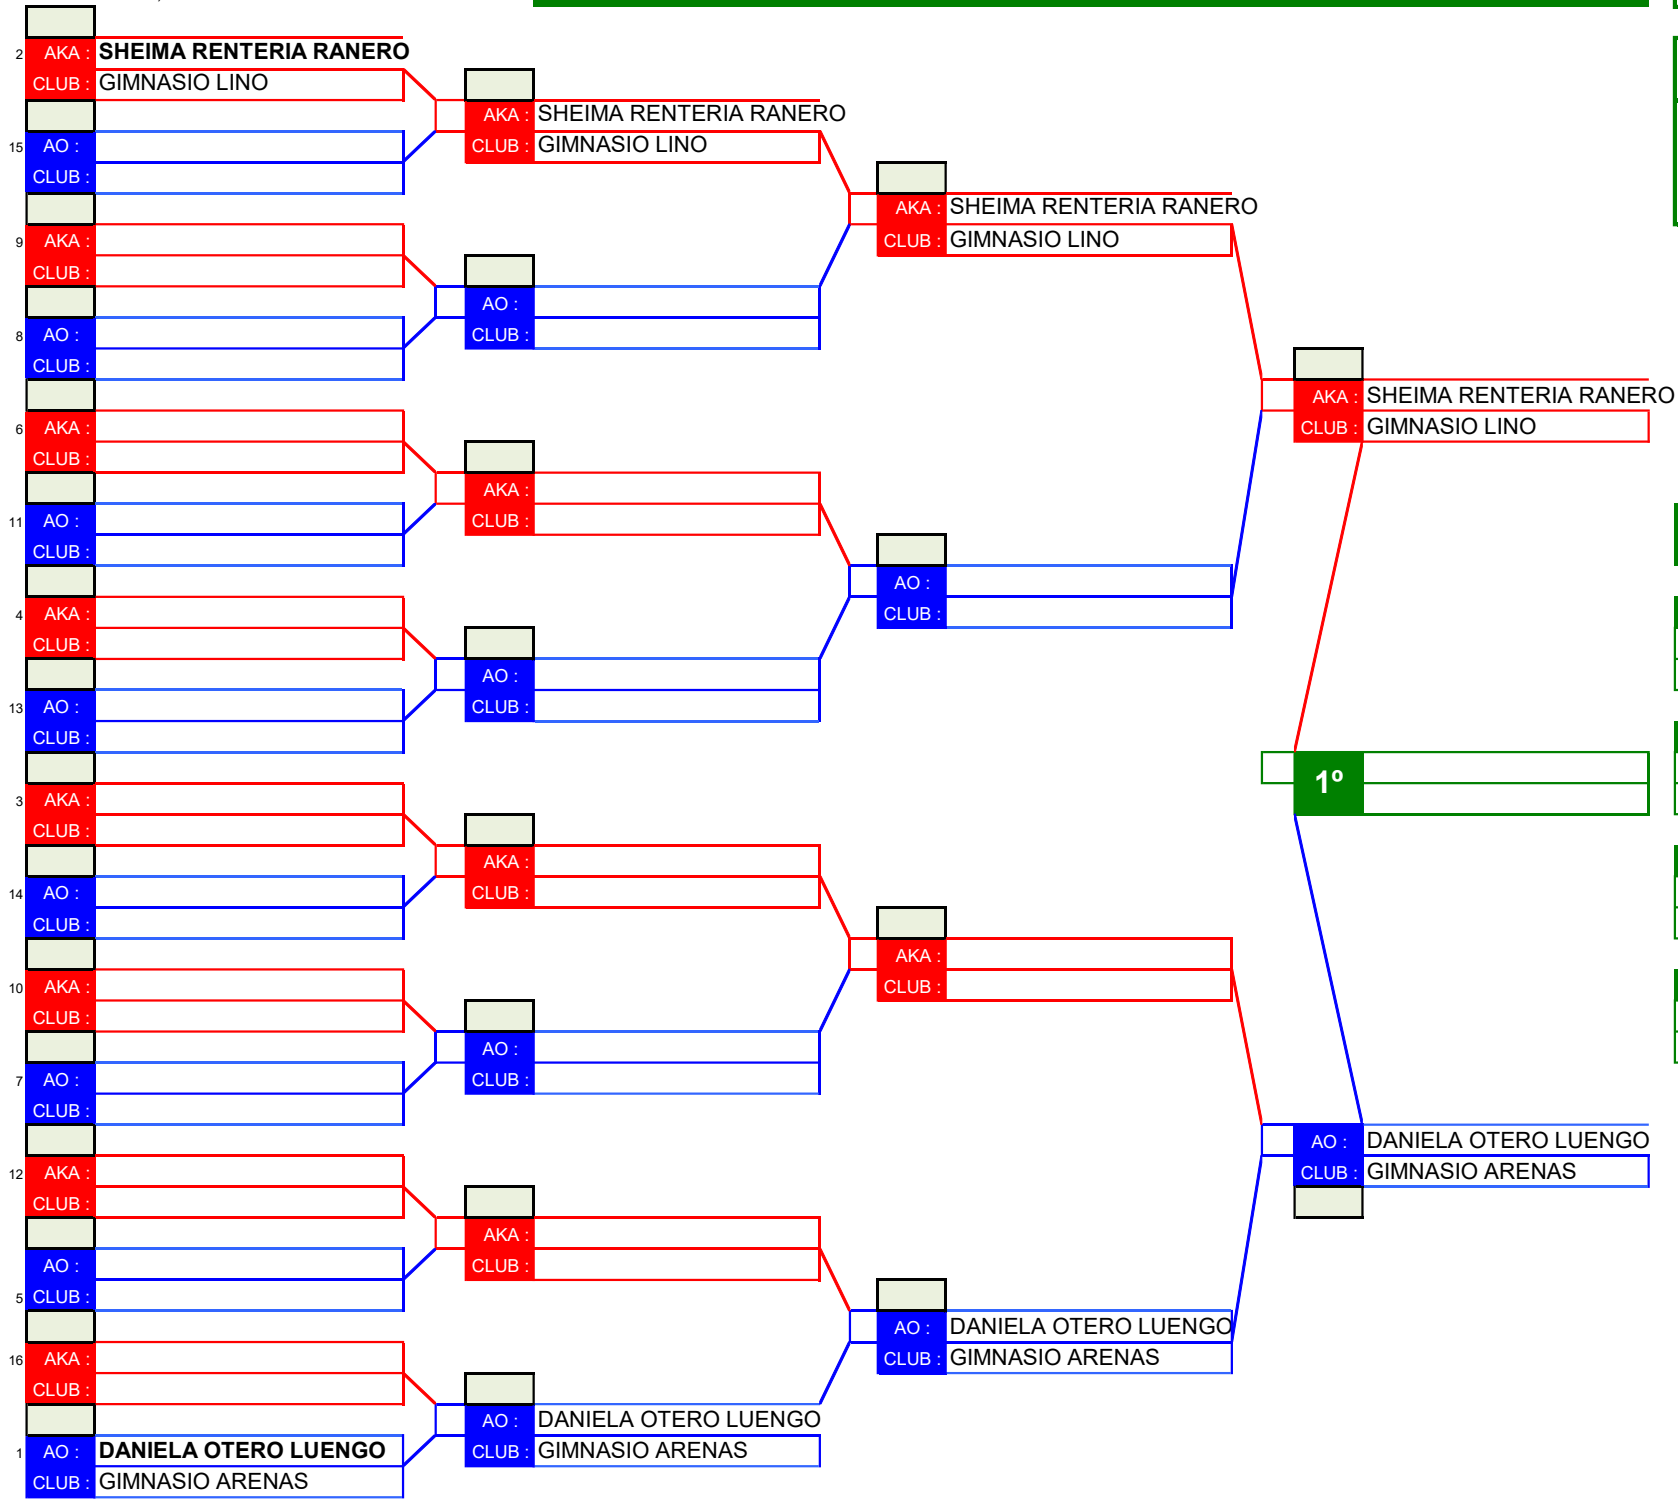 2 AKA : SHEIMA RENTERIA RANERO
CLUB : GIMNASIO LINO
15 AO :
CLUB :
9 AKA :
CLUB :
8 AO :
CLUB :
6 AKA :
CLUB :
11 AO :
CLUB :
4 AKA :
CLUB :
13 AO :
CLUB :
3 AKA :
CLUB :
14 AO :
CLUB :
10 AKA :
CLUB :
7 AO :
CLUB :
12 AKA :
CLUB :
AO :
5 CLUB :
16 AKA :
CLUB :
1 AO : DANIELA OTERO LUENGO
CLUB : GIMNASIO ARENAS
AKA : SHEIMA RENTERIA RANERO
CLUB : GIMNASIO LINO
AO :
CLUB :
AKA :
CLUB :
AO :
CLUB :
AKA :
CLUB :
AO :
CLUB :
AKA :
CLUB :
AO : DANIELA OTERO LUENGO
CLUB : GIMNASIO ARENAS
AKA : SHEIMA RENTERIA RANERO
CLUB : GIMNASIO LINO
AO :
CLUB :
AKA :
CLUB :
AO : DANIELA OTERO LUENGO
CLUB : GIMNASIO ARENAS
AKA : SHEIMA RENTERIA RANERO
CLUB : GIMNASIO LINO
1º
AO : DANIELA OTERO LUENGO
CLUB : GIMNASIO ARENAS